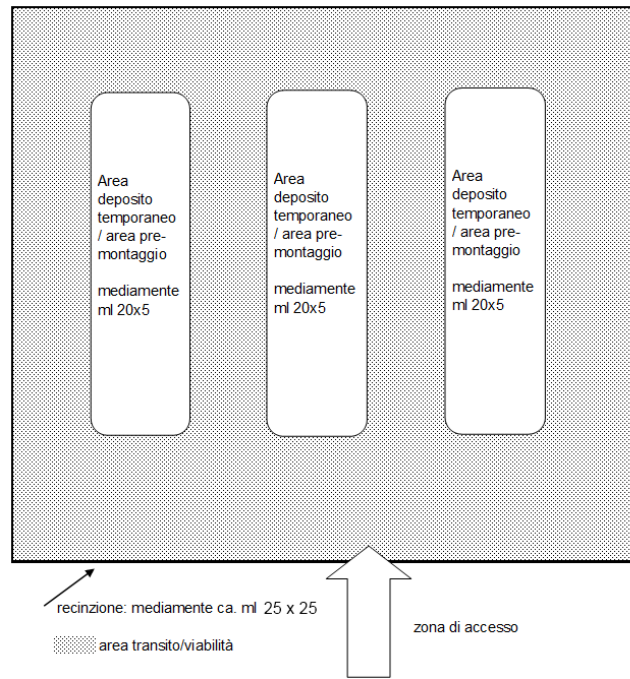 Area
deposito
temporaneo
/ area pre-
montaggio
mediamente
ml 20x5
Area
deposito
temporaneo
/ area pre-
montaggio
mediamente
ml 20x5
Area
deposito
temporaneo
/ area pre-
montaggio
mediamente
ml 20x5
recinzione: mediamente ca. ml 25 x 25
zona di accesso
area transito/viabilità